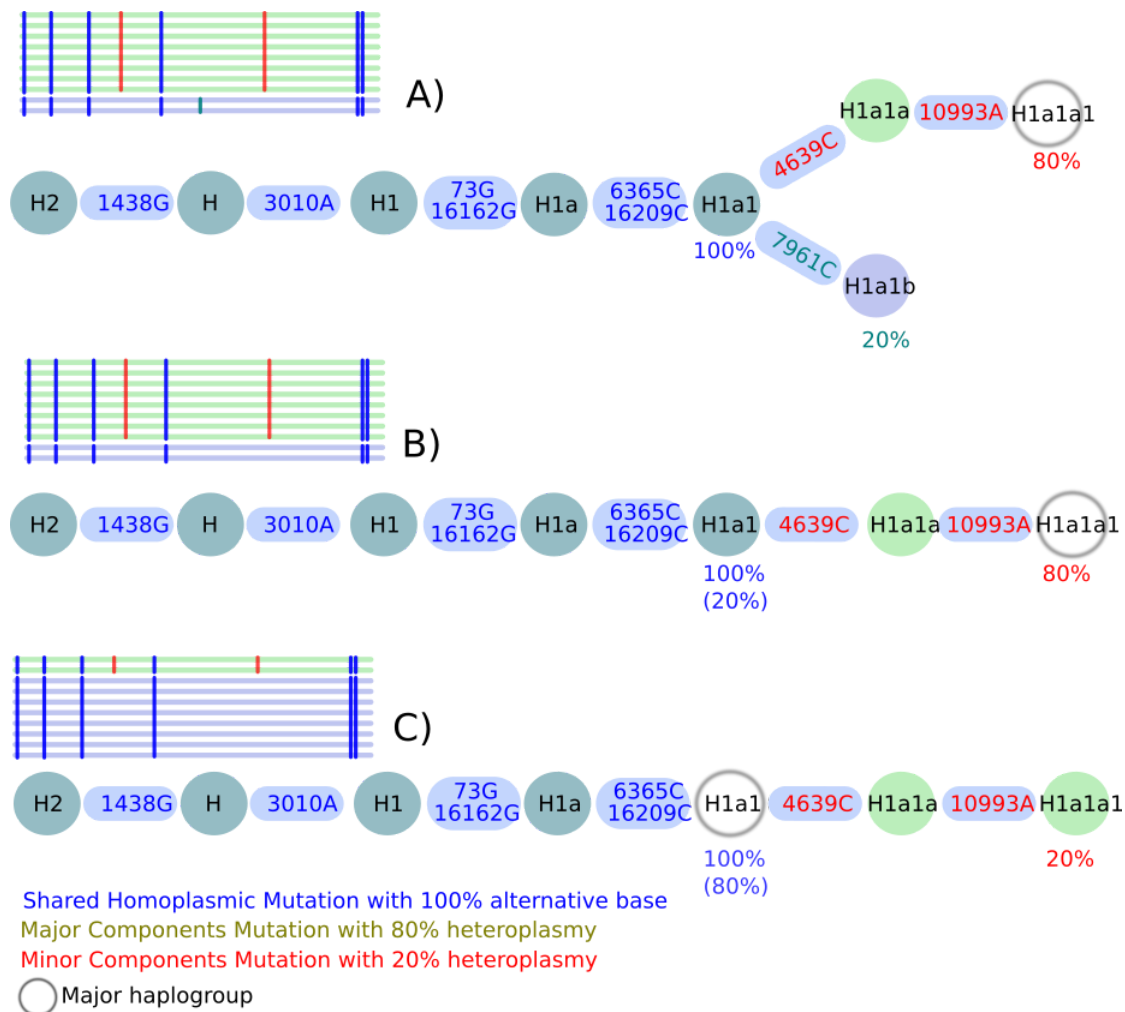 A)
H1a1a 10993A H1a1a1
80%
4639C
H2 1438G H 3010A H1 73G 16162G H1a 6365C 16209C H1a1
100%
7961C
H1a1b
20%
B)
H2 1438G H 3010A H1 73G 16162G H1a 6365C 16209C H1a1 4639C H1a1a 10993A H1a1a1
100%
(20%)
80%
C)
H2 1438G H 3010A H1 73G 16162G H1a 6365C 16209C H1a1 4639C H1a1a 10993A H1a1a1
100%
(80%)
20%
Shared Homoplasmic Mutation with 100% alternative base
Major Components Mutation with 80% heteroplasmy
Minor Components Mutation with 20% heteroplasmy
Major haplogroup